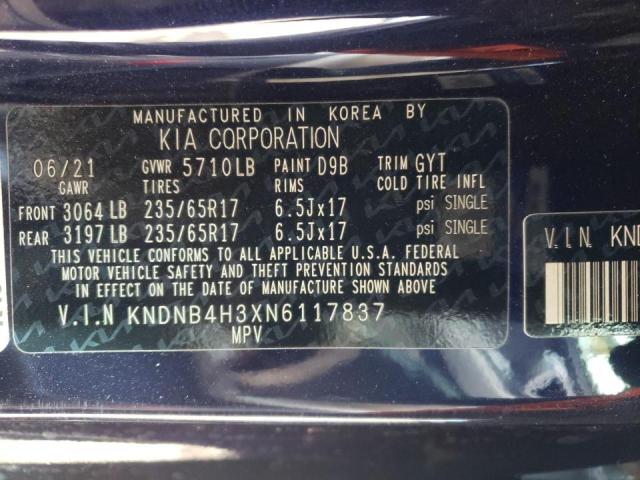 MANUFACTURED IN KOREA BY
KIA CORPORATION
06/21 GVWR 5710LB PAINT D9B TRIM GYT
GAWR TIRES RIMS COLD TIRE INFL
FRONT 3064 LB 235/65R17 6.5Jx17 psi SINGLE
REAR 3197 LB 235/65R17 6.5Jx17 psi SINGLE
THIS VEHICLE CONFORMS TO ALL APPLICABLE U.S.A. FEDERAL
MOTOR VEHICLE SAFETY AND THEFT PREVENTION STANDARDS
IN EFFECT ON THE DATE OF MANUFACTURE SHOWN ABOVE
V.I.N KNDNB4H3XN6117837
MPV
V.I.N. KND